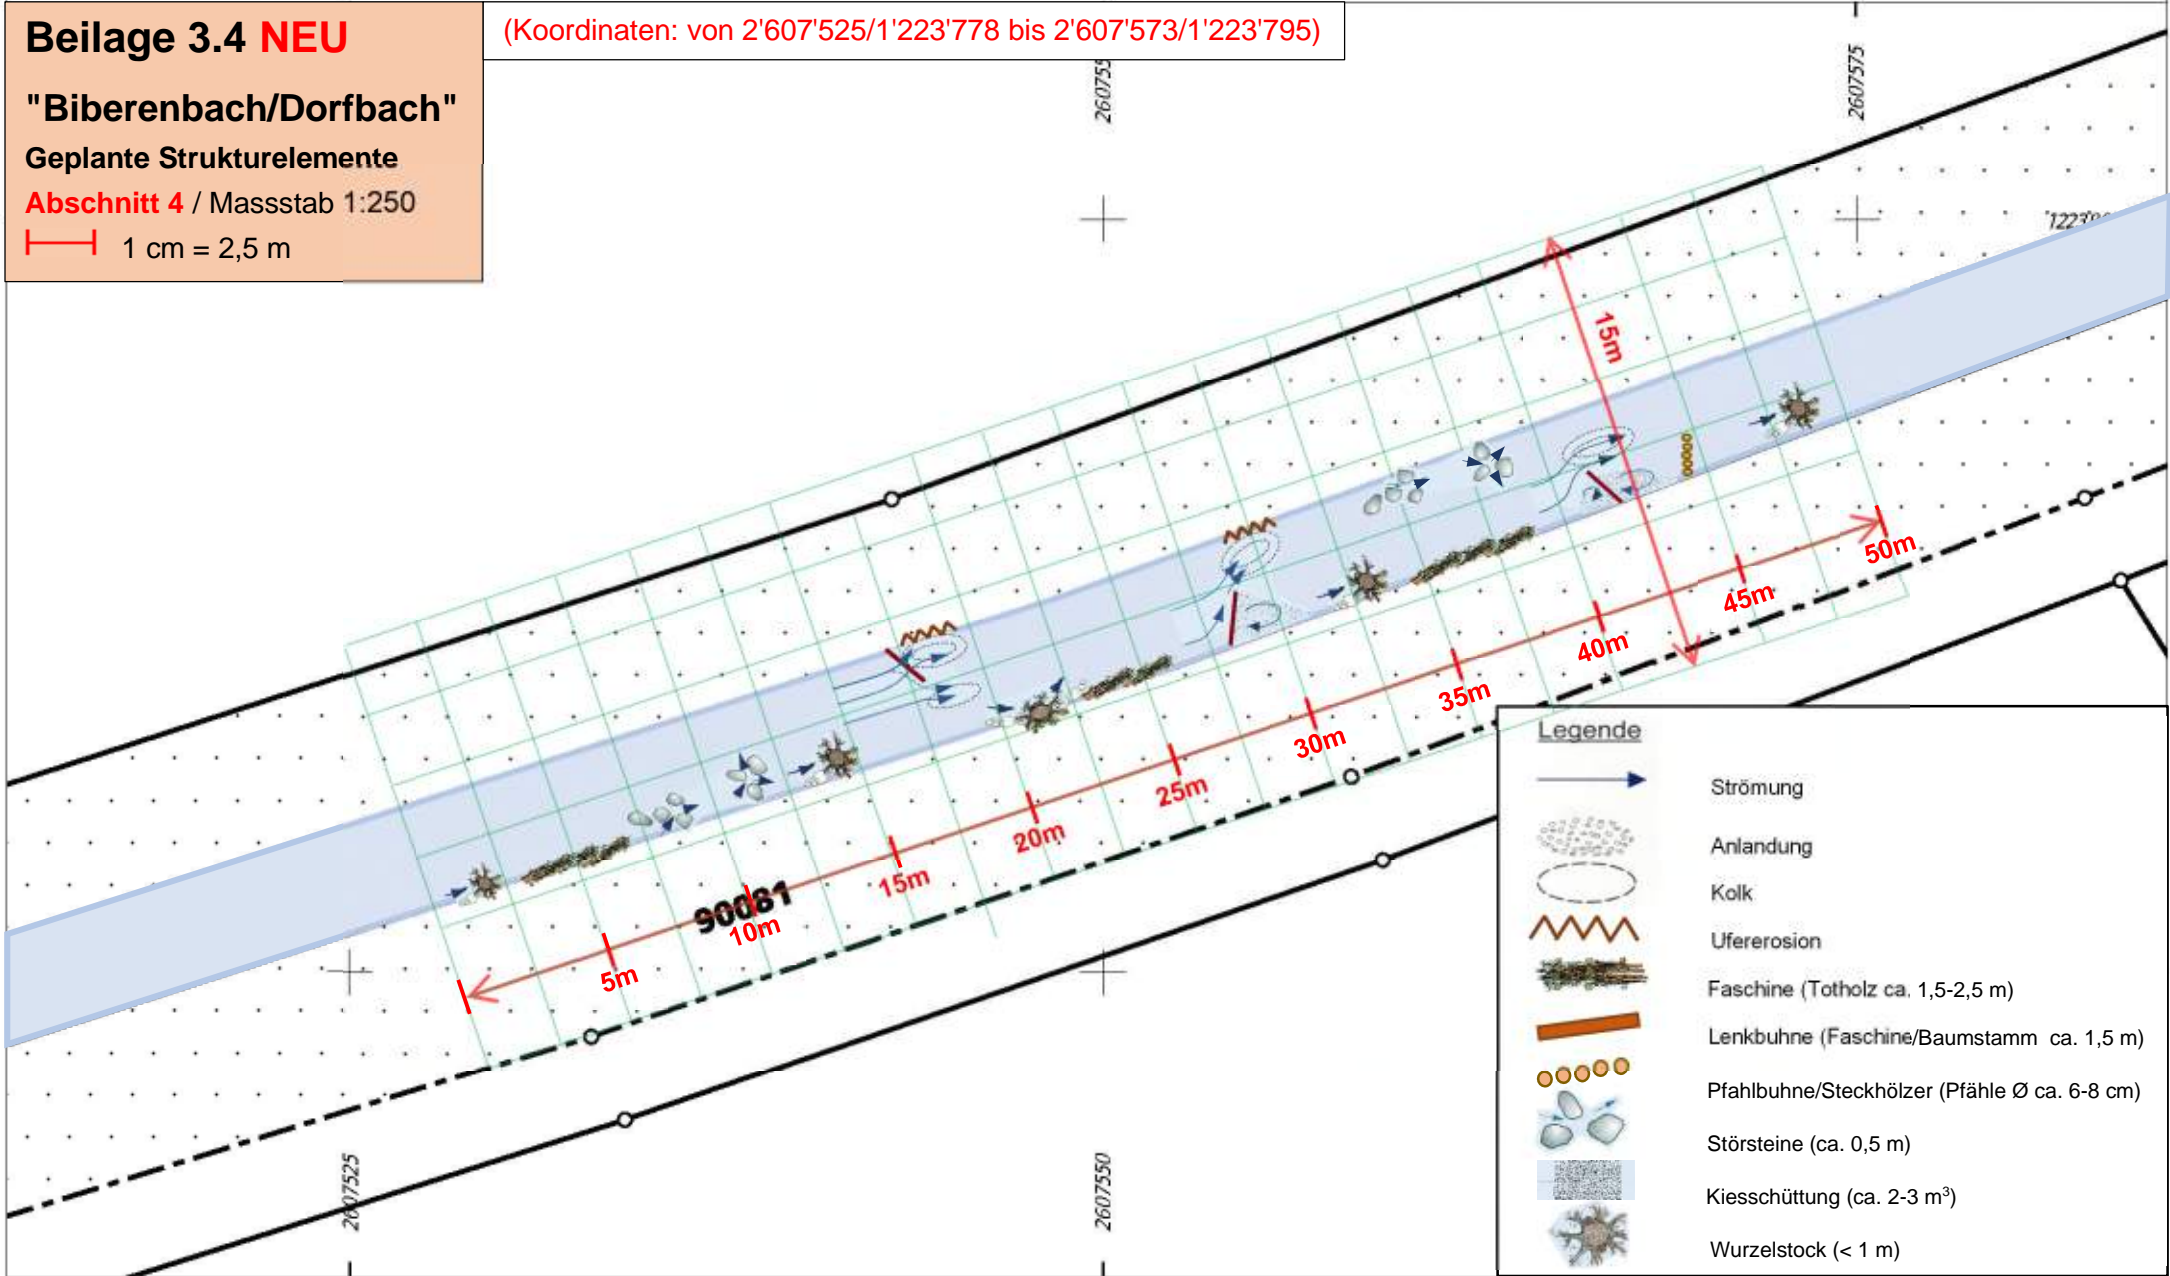 Beilage 3.4 NEU
(Koordinaten: von 2'607'525/1'223'778 bis 2'607'573/1'223'795)
"Biberenbach/Dorfbach"
Geplante Strukturelemente
Abschnitt 4 / Massstab 1:250
1 cm = 2,5 m
2607575
15m
50m
45m
40m
35m
30m
25m
20m
15m
90081
10m
5m
2607525
2607550
Legende
Strömung
Anlandung
Kolk
Ufererosion
Faschine (Totholz ca. 1,5-2,5 m)
Lenkbuhne (Faschine/Baumstamm ca. 1,5 m)
Pfahlbuhne/Steckhölzer (Pfähle Ø ca. 6-8 cm)
Störsteine (ca. 0,5 m)
Kiesschüttung (ca. 2-3 m³)
Wurzelstock (< 1 m)